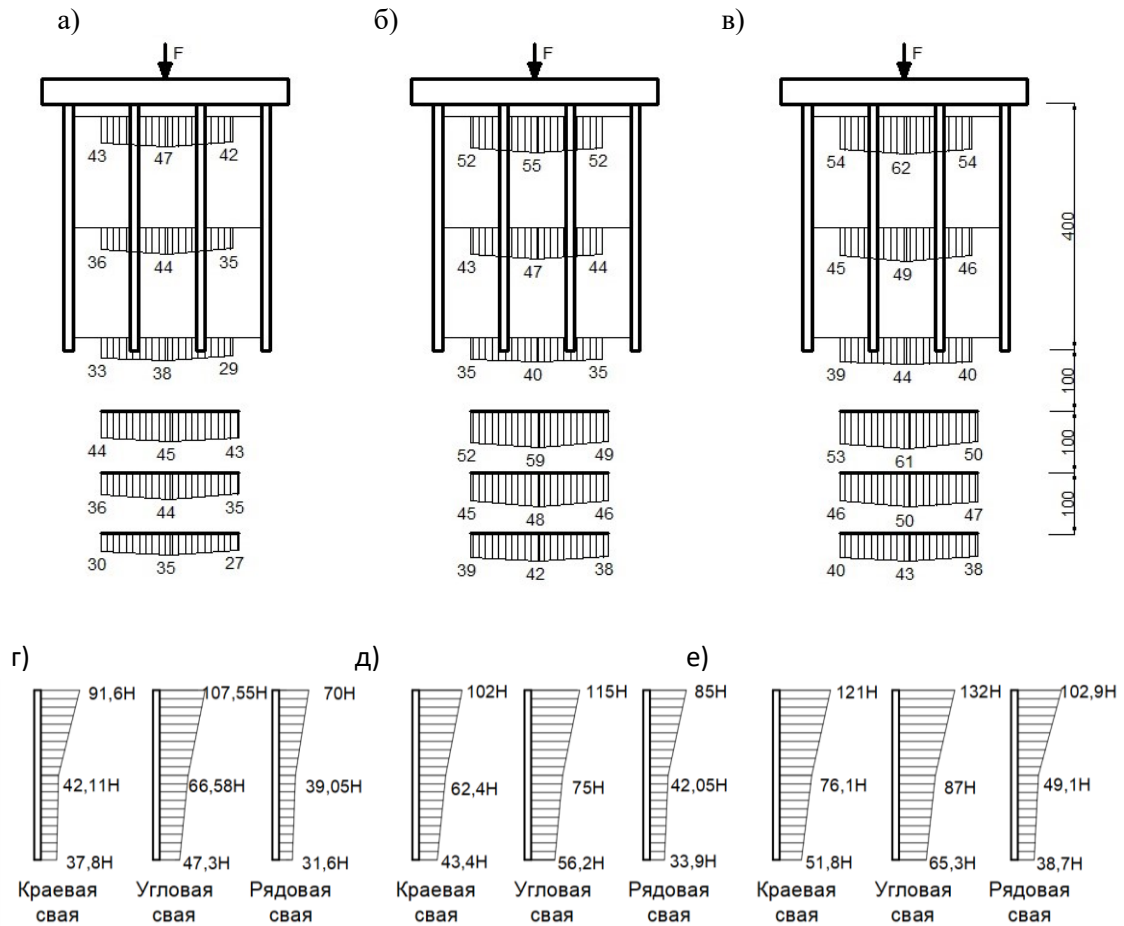 а) б) в)
F F F
43 47 42 52 55 52 54 62 54
400
36 44 35 43 47 44 45 49 46
33 38 29 35 40 35 39 44 40
100
44 45 43 52 59 49 53 61 50
100
36 44 35 45 48 46 46 50 47
100
30 35 27 39 42 38 40 43 38
г) д) е)
91,6Н 107,55Н 70Н 102Н 115Н 85Н 121Н 132Н 102,9Н
42,11Н 66,58Н 39,05Н 62,4Н 75Н 42,05Н 76,1Н 87Н 49,1Н
37,8Н 47,3Н 31,6Н 43,4Н 56,2Н 33,9Н 51,8Н 65,3Н 38,7Н
Краевая Угловая Рядовая Краевая Угловая Рядовая Краевая Угловая Рядовая
свая свая свая свая свая свая свая свая свая